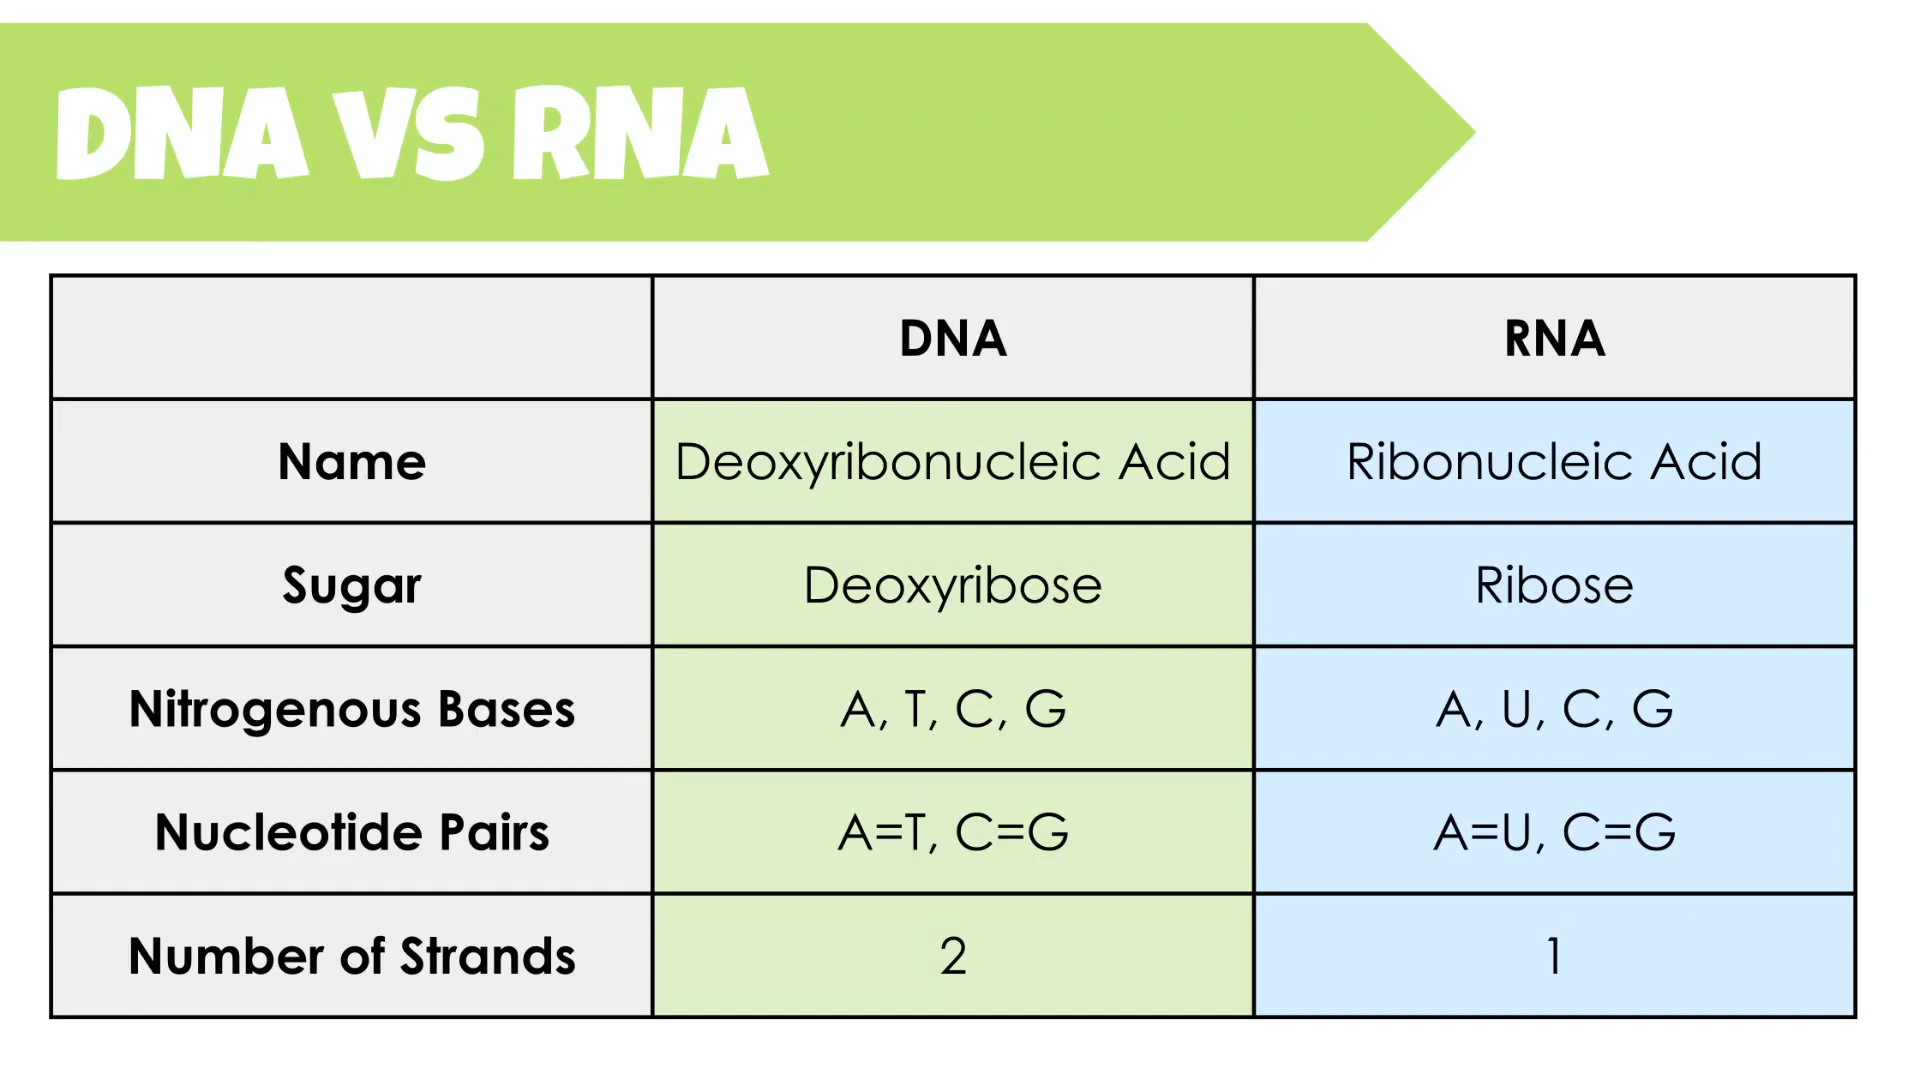 DNA VS RNA
DNA RNA
Name Deoxyribonucleic Acid Ribonucleic Acid
Sugar Deoxyribose Ribose
Nitrogenous Bases A, T, C, G A, U, C, G
Nucleotide Pairs A=T, C=G A=U, C=G
Number of Strands 2 1